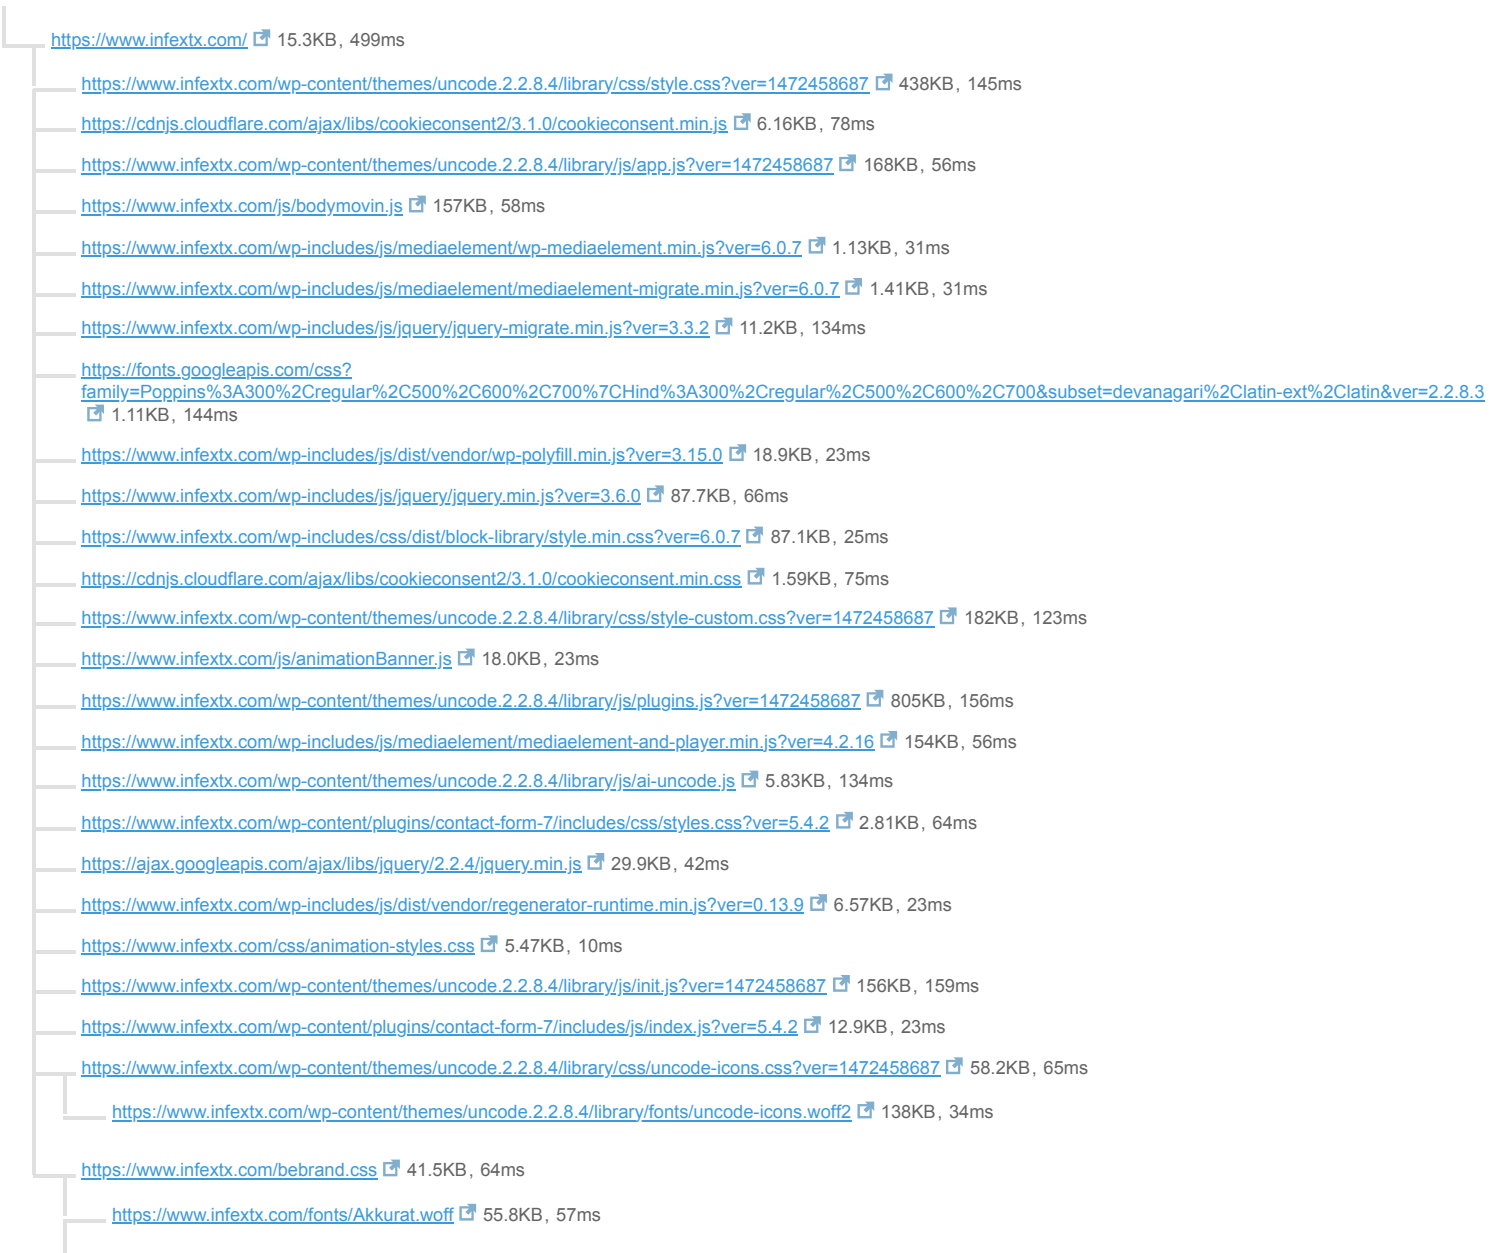 https://www.infextx.com/ 15.3KB, 499ms
https://www.infextx.com/wp-content/themes/uncode.2.2.8.4/library/css/style.css?ver=1472458687 438KB, 145ms
https://cdnjs.cloudflare.com/ajax/libs/cookieconsent2/3.1.0/cookieconsent.min.js 6.16KB, 78ms
https://www.infextx.com/wp-content/themes/uncode.2.2.8.4/library/js/app.js?ver=1472458687 168KB, 56ms
https://www.infextx.com/js/bodymovin.js 157KB, 58ms
https://www.infextx.com/wp-includes/js/mediaelement/wp-mediaelement.min.js?ver=6.0.7 1.13KB, 31ms
https://www.infextx.com/wp-includes/js/mediaelement/mediaelement-migrate.min.js?ver=6.0.7 1.41KB, 31ms
https://www.infextx.com/wp-includes/js/jquery/jquery-migrate.min.js?ver=3.3.2 11.2KB, 134ms
https://fonts.googleapis.com/css?
family=Poppins%3A300%2Cregular%2C500%2C600%2C700%7CHind%3A300%2Cregular%2C500%2C600%2C700&subset=devanagari%2Clatin-ext%2Clatin&ver=2.2.8.3
1.11KB, 144ms
https://www.infextx.com/wp-includes/js/dist/vendor/wp-polyfill.min.js?ver=3.15.0 18.9KB, 23ms
https://www.infextx.com/wp-includes/js/jquery/jquery.min.js?ver=3.6.0 87.7KB, 66ms
https://www.infextx.com/wp-includes/css/dist/block-library/style.min.css?ver=6.0.7 87.1KB, 25ms
https://cdnjs.cloudflare.com/ajax/libs/cookieconsent2/3.1.0/cookieconsent.min.css 1.59KB, 75ms
https://www.infextx.com/wp-content/themes/uncode.2.2.8.4/library/css/style-custom.css?ver=1472458687 182KB, 123ms
https://www.infextx.com/js/animationBanner.js 18.0KB, 23ms
https://www.infextx.com/wp-content/themes/uncode.2.2.8.4/library/js/plugins.js?ver=1472458687 805KB, 156ms
https://www.infextx.com/wp-includes/js/mediaelement/mediaelement-and-player.min.js?ver=4.2.16 154KB, 56ms
https://www.infextx.com/wp-content/themes/uncode.2.2.8.4/library/js/ai-uncode.js 5.83KB, 134ms
https://www.infextx.com/wp-content/plugins/contact-form-7/includes/css/styles.css?ver=5.4.2 2.81KB, 64ms
https://ajax.googleapis.com/ajax/libs/jquery/2.2.4/jquery.min.js 29.9KB, 42ms
https://www.infextx.com/wp-includes/js/dist/vendor/regenerator-runtime.min.js?ver=0.13.9 6.57KB, 23ms
https://www.infextx.com/css/animation-styles.css 5.47KB, 10ms
https://www.infextx.com/wp-content/themes/uncode.2.2.8.4/library/js/init.js?ver=1472458687 156KB, 159ms
https://www.infextx.com/wp-content/plugins/contact-form-7/includes/js/index.js?ver=5.4.2 12.9KB, 23ms
https://www.infextx.com/wp-content/themes/uncode.2.2.8.4/library/css/uncode-icons.css?ver=1472458687 58.2KB, 65ms
https://www.infextx.com/wp-content/themes/uncode.2.2.8.4/library/fonts/uncode-icons.woff2 138KB, 34ms
https://www.infextx.com/bebrand.css 41.5KB, 64ms
https://www.infextx.com/fonts/Akkurat.woff 55.8KB, 57ms